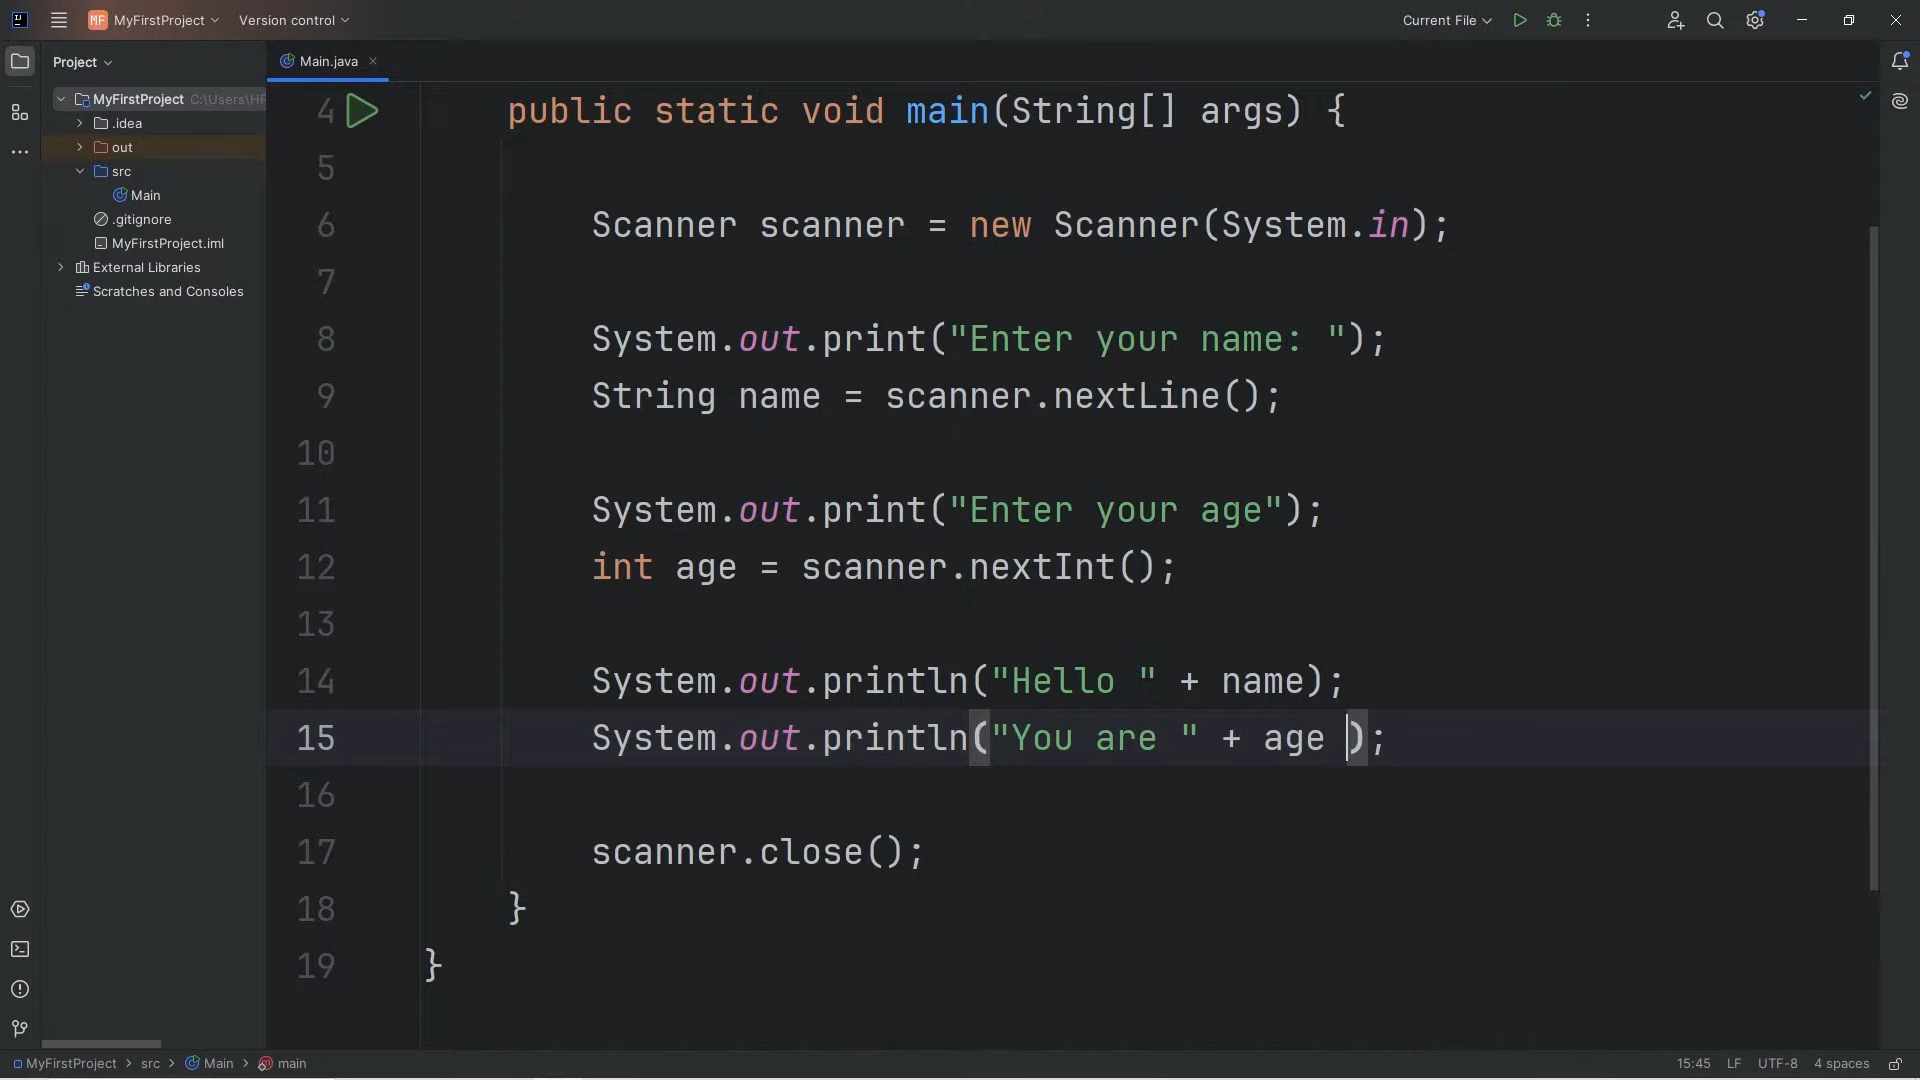 MF MyFirstProject Version control Current File
Project Main.java
MyFirstProject C:\Users\HP
.idea
out
src
Main
.gitignore
MyFirstProject.iml
External Libraries
Scratches and Consoles
4 public static void main(String[] args) {
5
6 Scanner scanner = new Scanner(System.in);
7
8 System.out.print("Enter your name: ");
9 String name = scanner.nextLine();
10
11 System.out.print("Enter your age");
12 int age = scanner.nextInt();
13
14 System.out.println("Hello " + name);
15 System.out.println("You are " + age );
16
17 scanner.close();
18 }
19 }
MyFirstProject > src > Main > main 15:45 LF UTF-8 4 spaces